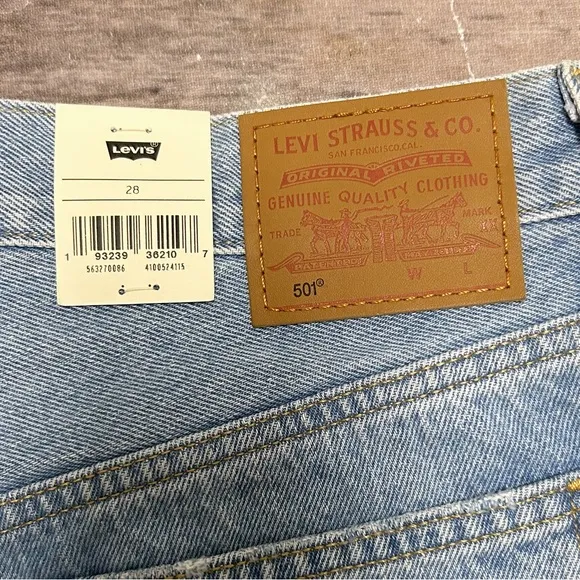 LEVI'S®
28
1 93239 36210 7
563270086 4100524115
LEVI STRAUSS & CO.
SAN FRANCISCO, CAL.
ORIGINAL RIVETED
GENUINE QUALITY CLOTHING
TRADE MARK
501® W L